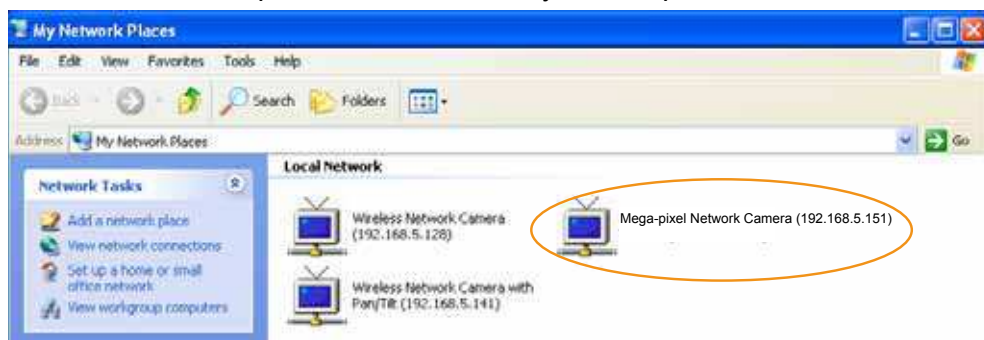 My Network Places
File Edit View Favorites Tools Help
Back Search Folders
Address My Network Places Go
Local Network
Network Tasks
Add a network place
View network connections
Set up a home or small
office network
View workgroup computers
Wireless Network Camera
(192.168.5.128)
Mega-pixel Network Camera (192.168.5.151)
Wireless Network Camera with
Pan/Tilt (192.168.5.141)